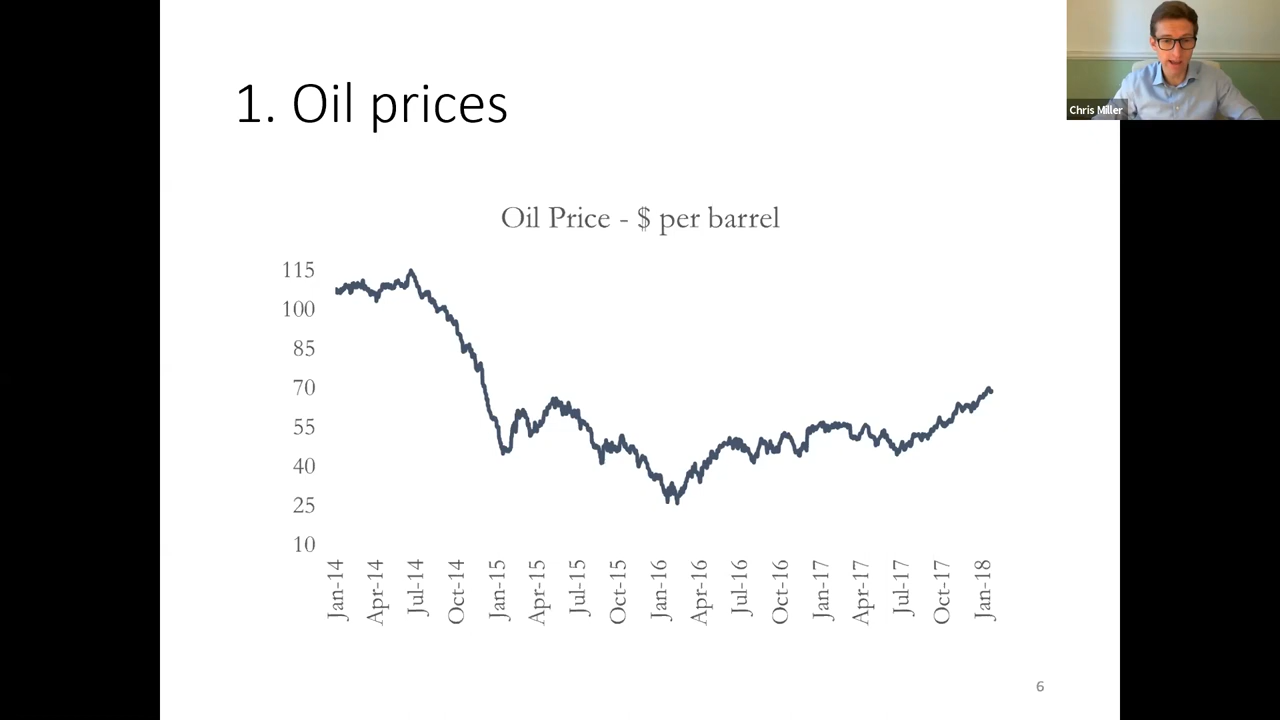 1. Oil prices
Chris Miller
Oil Price - $ per barrel
115
100
85
70
55
40
25
10
Jan-14
Apr-14
Jul-14
Oct-14
Jan-15
Apr-15
Jul-15
Oct-15
Jan-16
Apr-16
Jul-16
Oct-16
Jan-17
Apr-17
Jul-17
Oct-17
Jan-18
6